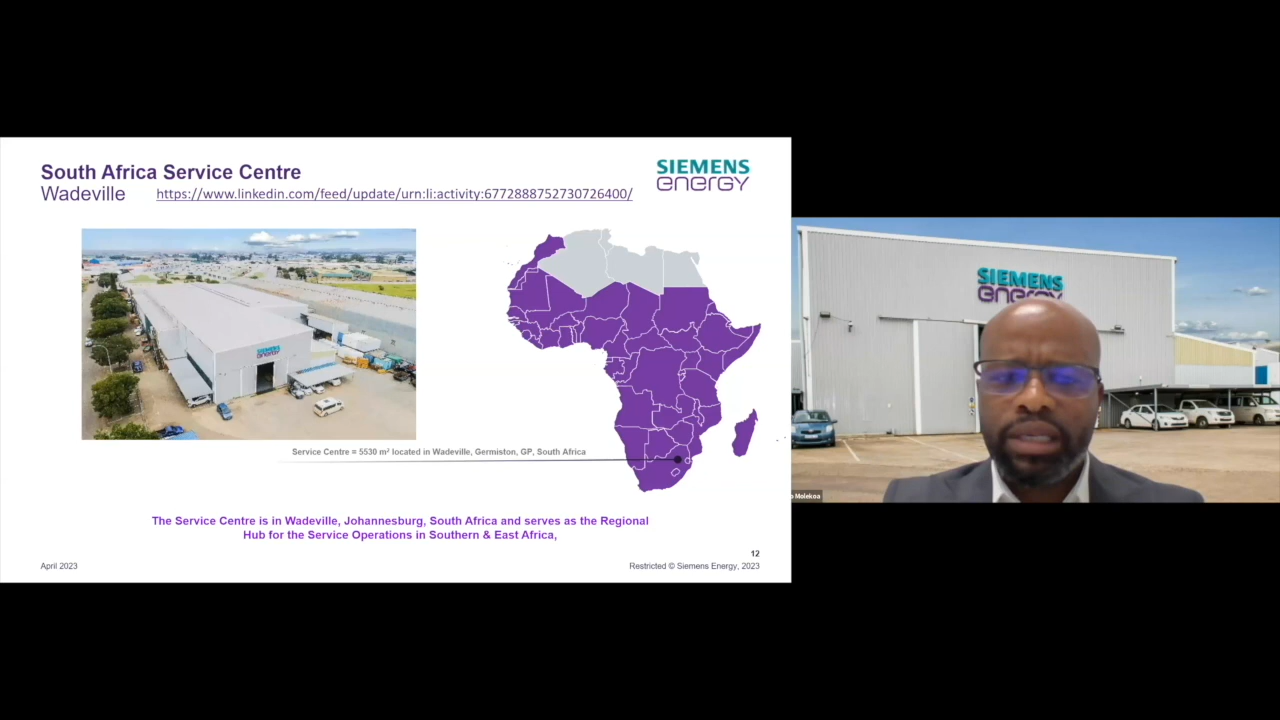 South Africa Service Centre
Wadeville https://www.linkedin.com/feed/update/urn:li:activity:6772888752730726400/
SIEMENS
energy
SIEMENS
energy
Service Centre = 5530 m² located in Wadeville, Germiston, GP, South Africa
The Service Centre is in Wadeville, Johannesburg, South Africa and serves as the Regional
Hub for the Service Operations in Southern & East Africa,
12
April 2023
Restricted © Siemens Energy, 2023
SIEMENS
energy
Molekoa